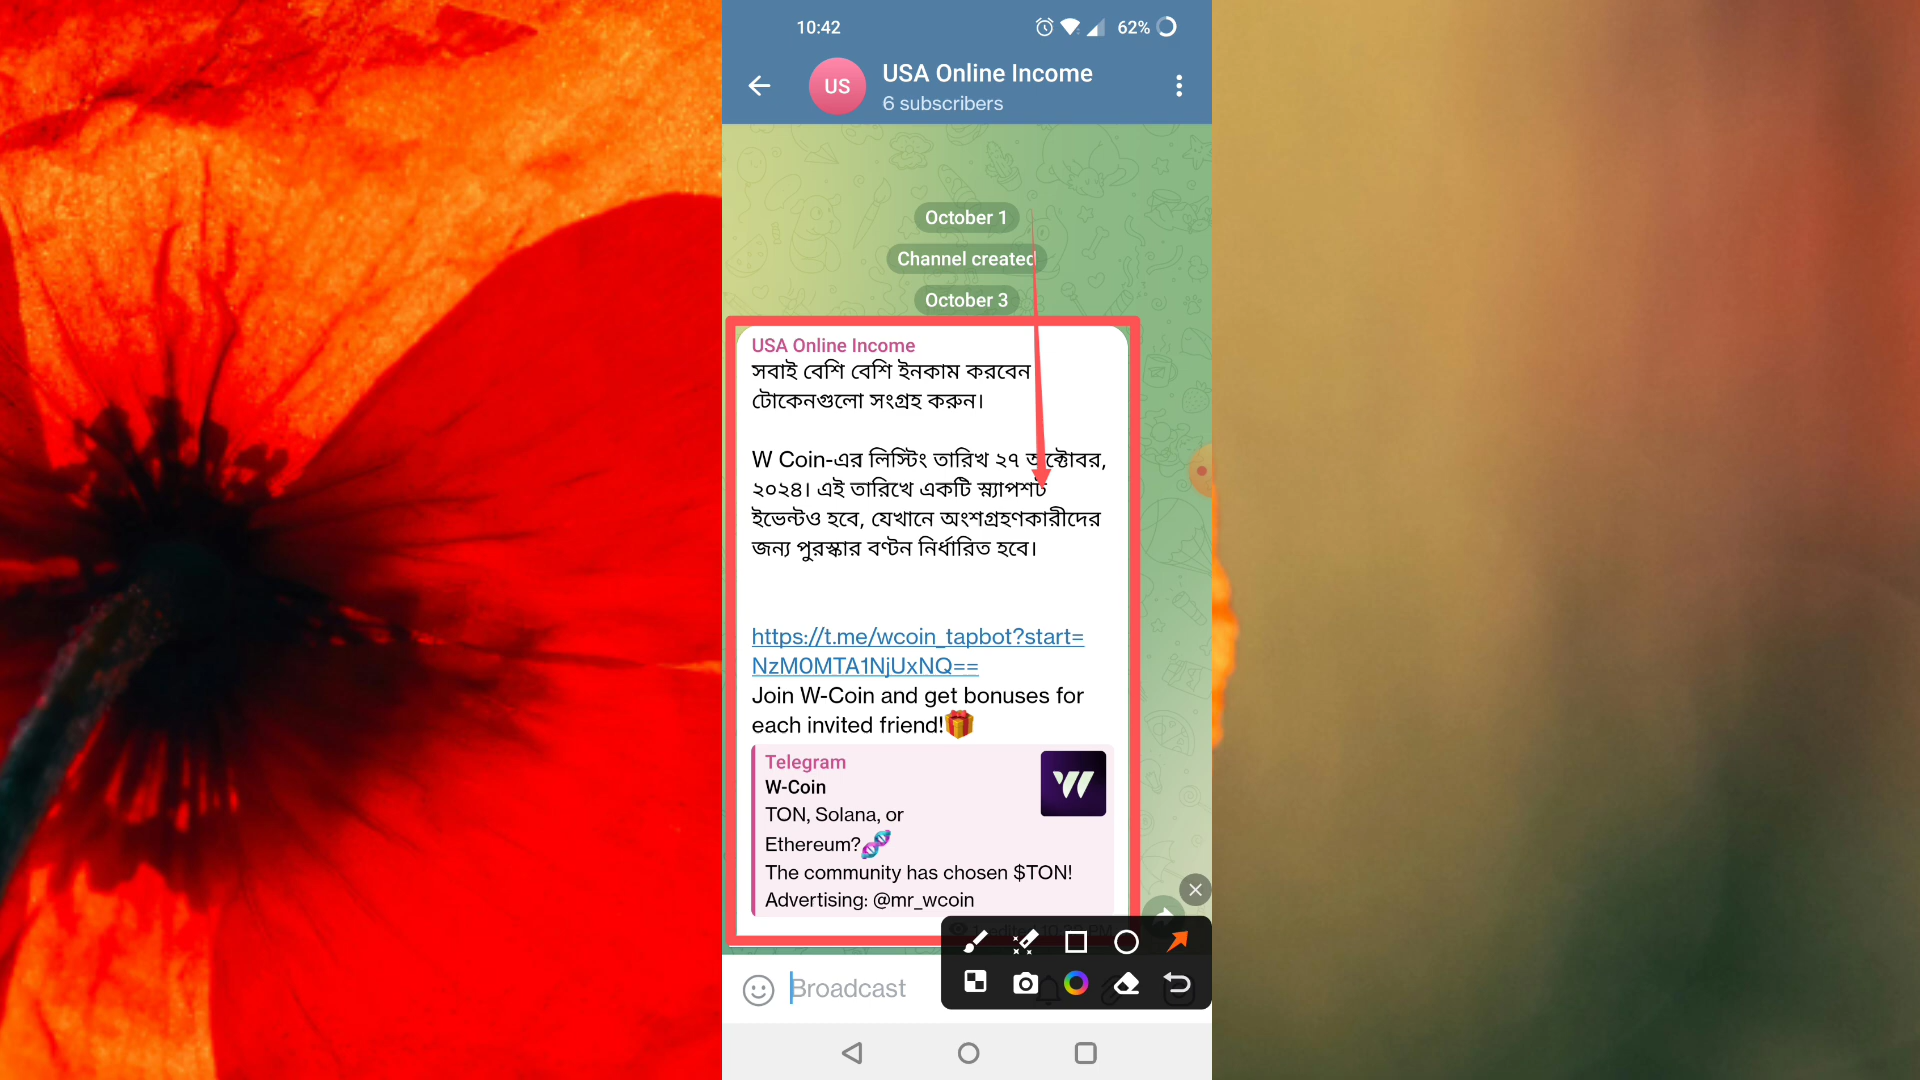 10:42
62%
US
USA Online Income
6 subscribers
October 1
Channel created
October 3
USA Online Income
সবাই বেশি বেশি ইনকাম করবেন
টোকেনগুলো সংগ্রহ করুন।
W Coin-এর লিস্টিং তারিখ ২৭ অক্টোবর,
২০২৪। এই তারিখে একটি স্ন্যাপশট
ইভেন্টও হবে, যেখানে অংশগ্রহণকারীদের
জন্য পুরস্কার বণ্টন নির্ধারিত হবে।
https://t.me/wcoin_tapbot?start=
NzM0MTA1NjUxNQ==
Join W-Coin and get bonuses for
each invited friend!🎁
Telegram
W-Coin
TON, Solana, or
Ethereum?🧬
The community has chosen $TON!
Advertising: @mr_wcoin
Broadcast